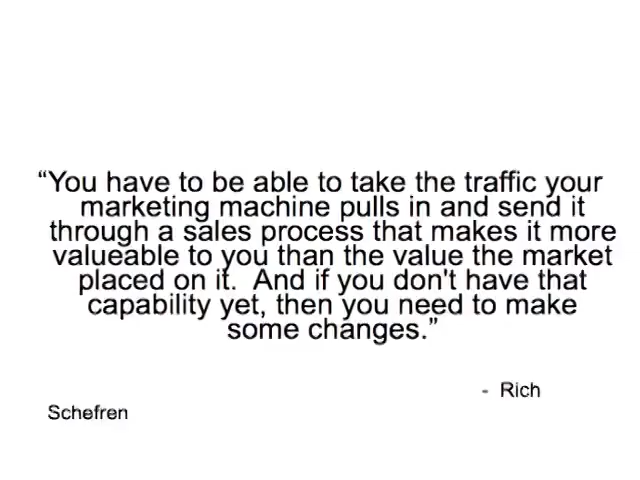 “You have to be able to take the traffic your
marketing machine pulls in and send it
through a sales process that makes it more
valueable to you than the value the market
placed on it.  And if you don't have that
capability yet, then you need to make
some changes.”
-  Rich
Schefren